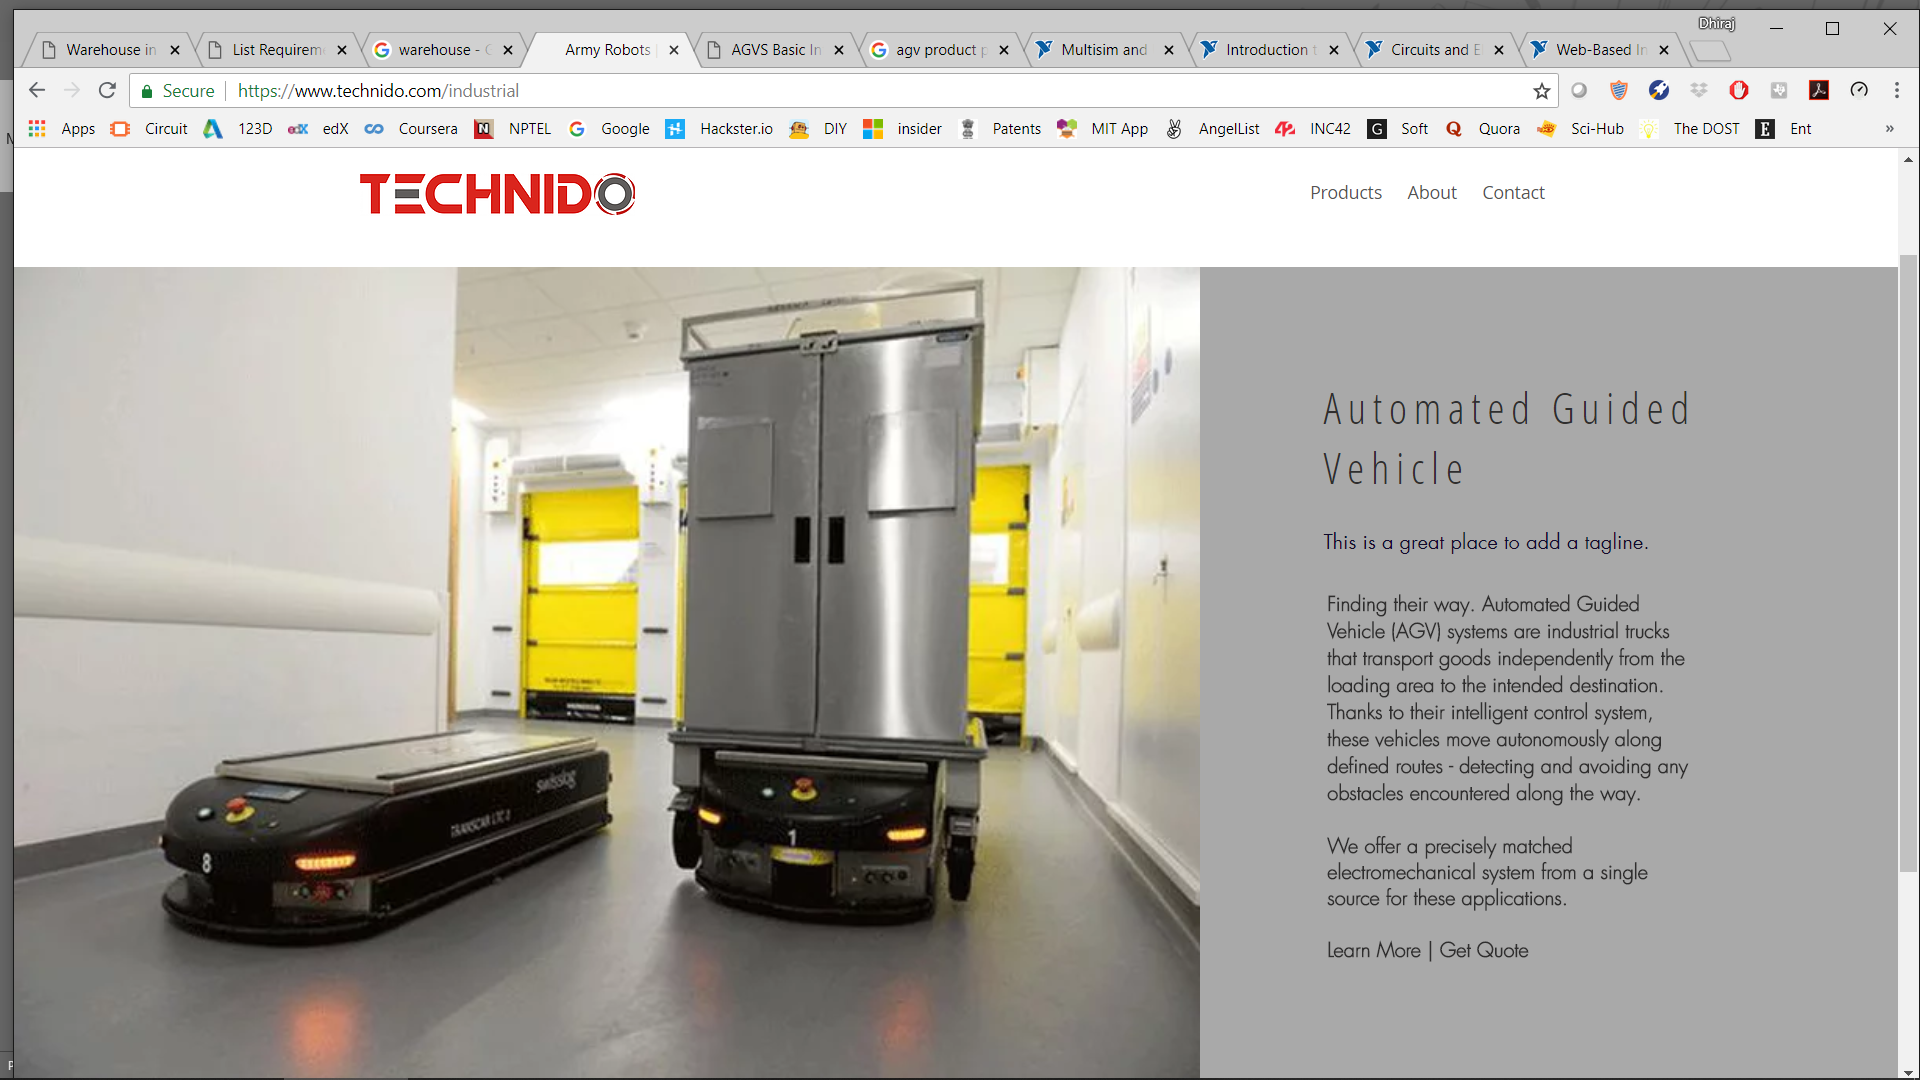 Dhiraj
Warehouse in
List Requirem
warehouse - G
Army Robots |
AGVS Basic In
agv product p
Multisim and
Introduction t
Circuits and E
Web-Based In
Secure
https://www.technido.com/industrial
Apps Circuit 123D edX Coursera NPTEL Google Hackster.io DIY insider Patents MIT App AngelList INC42 Soft Quora Sci-Hub The DOST Ent »
TECHNIDO
Products About Contact
Automated Guided
Vehicle
This is a great place to add a tagline.
Finding their way. Automated Guided
Vehicle (AGV) systems are industrial trucks
that transport goods independently from the
loading area to the intended destination.
Thanks to their intelligent control system,
these vehicles move autonomously along
defined routes - detecting and avoiding any
obstacles encountered along the way.
We offer a precisely matched
electromechanical system from a single
source for these applications.
Learn More | Get Quote
swisslog
TRANSCAR LTC 2
8
1